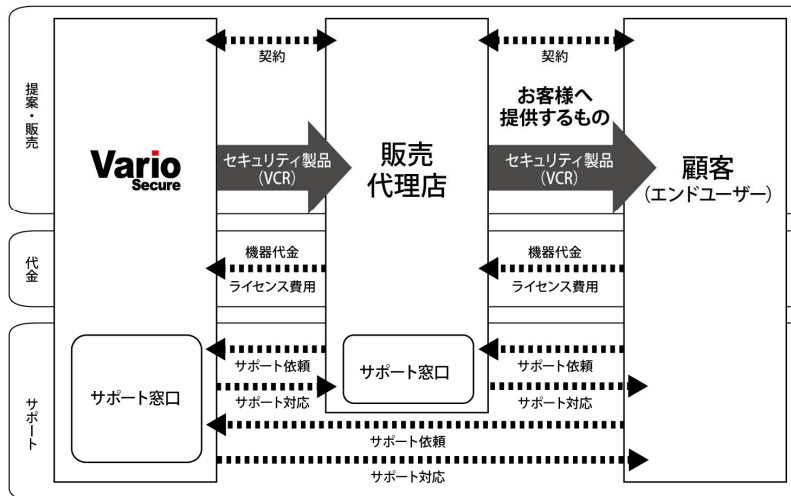 提案・販売
契約
契約
お客様へ
提供するもの
Vario
Secure
セキュリティ製品
(VCR)
販売
代理店
セキュリティ製品
(VCR)
顧客
(エンドユーザー)
代金
機器代金
ライセンス費用
機器代金
ライセンス費用
サポート
サポート窓口
サポート依頼
サポート対応
サポート窓口
サポート依頼
サポート対応
サポート依頼
サポート対応